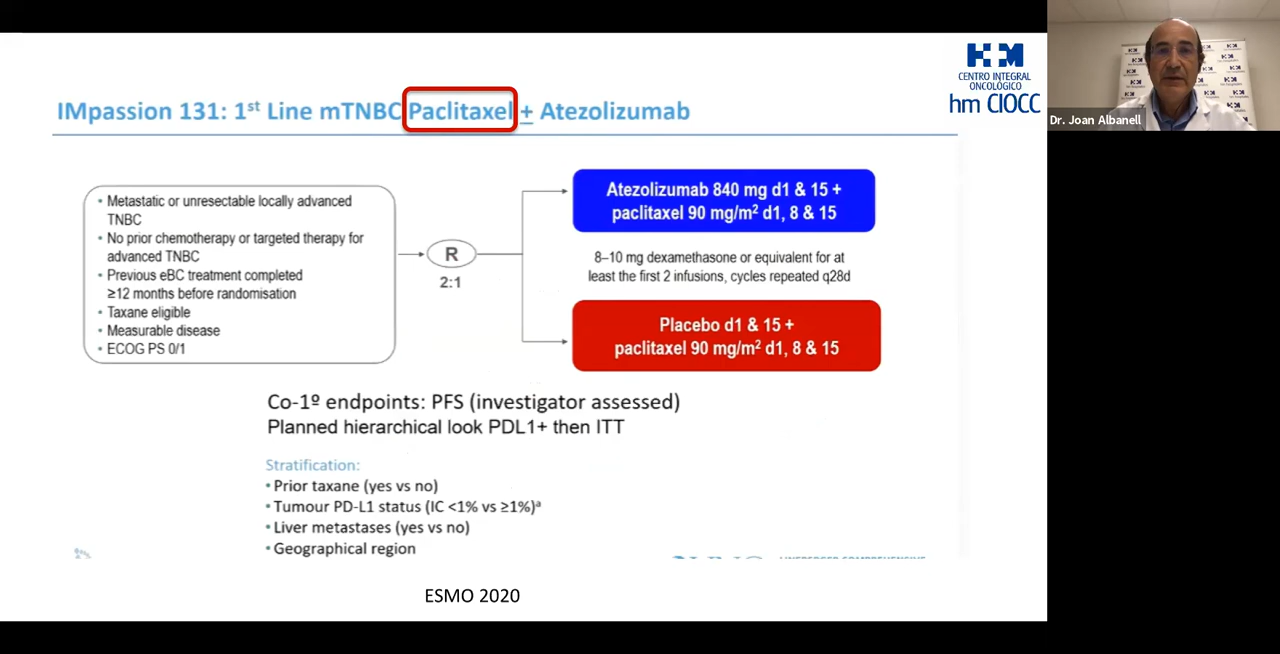 HM
CENTRO INTEGRAL
ONCOLÓGICO
hm CIOCC
Dr. Joan Albanell
IMpassion 131: 1st Line mTNBC Paclitaxel + Atezolizumab
• Metastatic or unresectable locally advanced
TNBC
• No prior chemotherapy or targeted therapy for
advanced TNBC
• Previous eBC treatment completed
≥12 months before randomisation
• Taxane eligible
• Measurable disease
• ECOG PS 0/1
R
2:1
Atezolizumab 840 mg d1 & 15 +
paclitaxel 90 mg/m² d1, 8 & 15
8–10 mg dexamethasone or equivalent for at
least the first 2 infusions, cycles repeated q28d
Placebo d1 & 15 +
paclitaxel 90 mg/m² d1, 8 & 15
Co-1º endpoints: PFS (investigator assessed)
Planned hierarchical look PDL1+ then ITT
Stratification:
• Prior taxane (yes vs no)
• Tumour PD-L1 status (IC <1% vs ≥1%)ᵃ
• Liver metastases (yes vs no)
• Geographical region
ESMO 2020